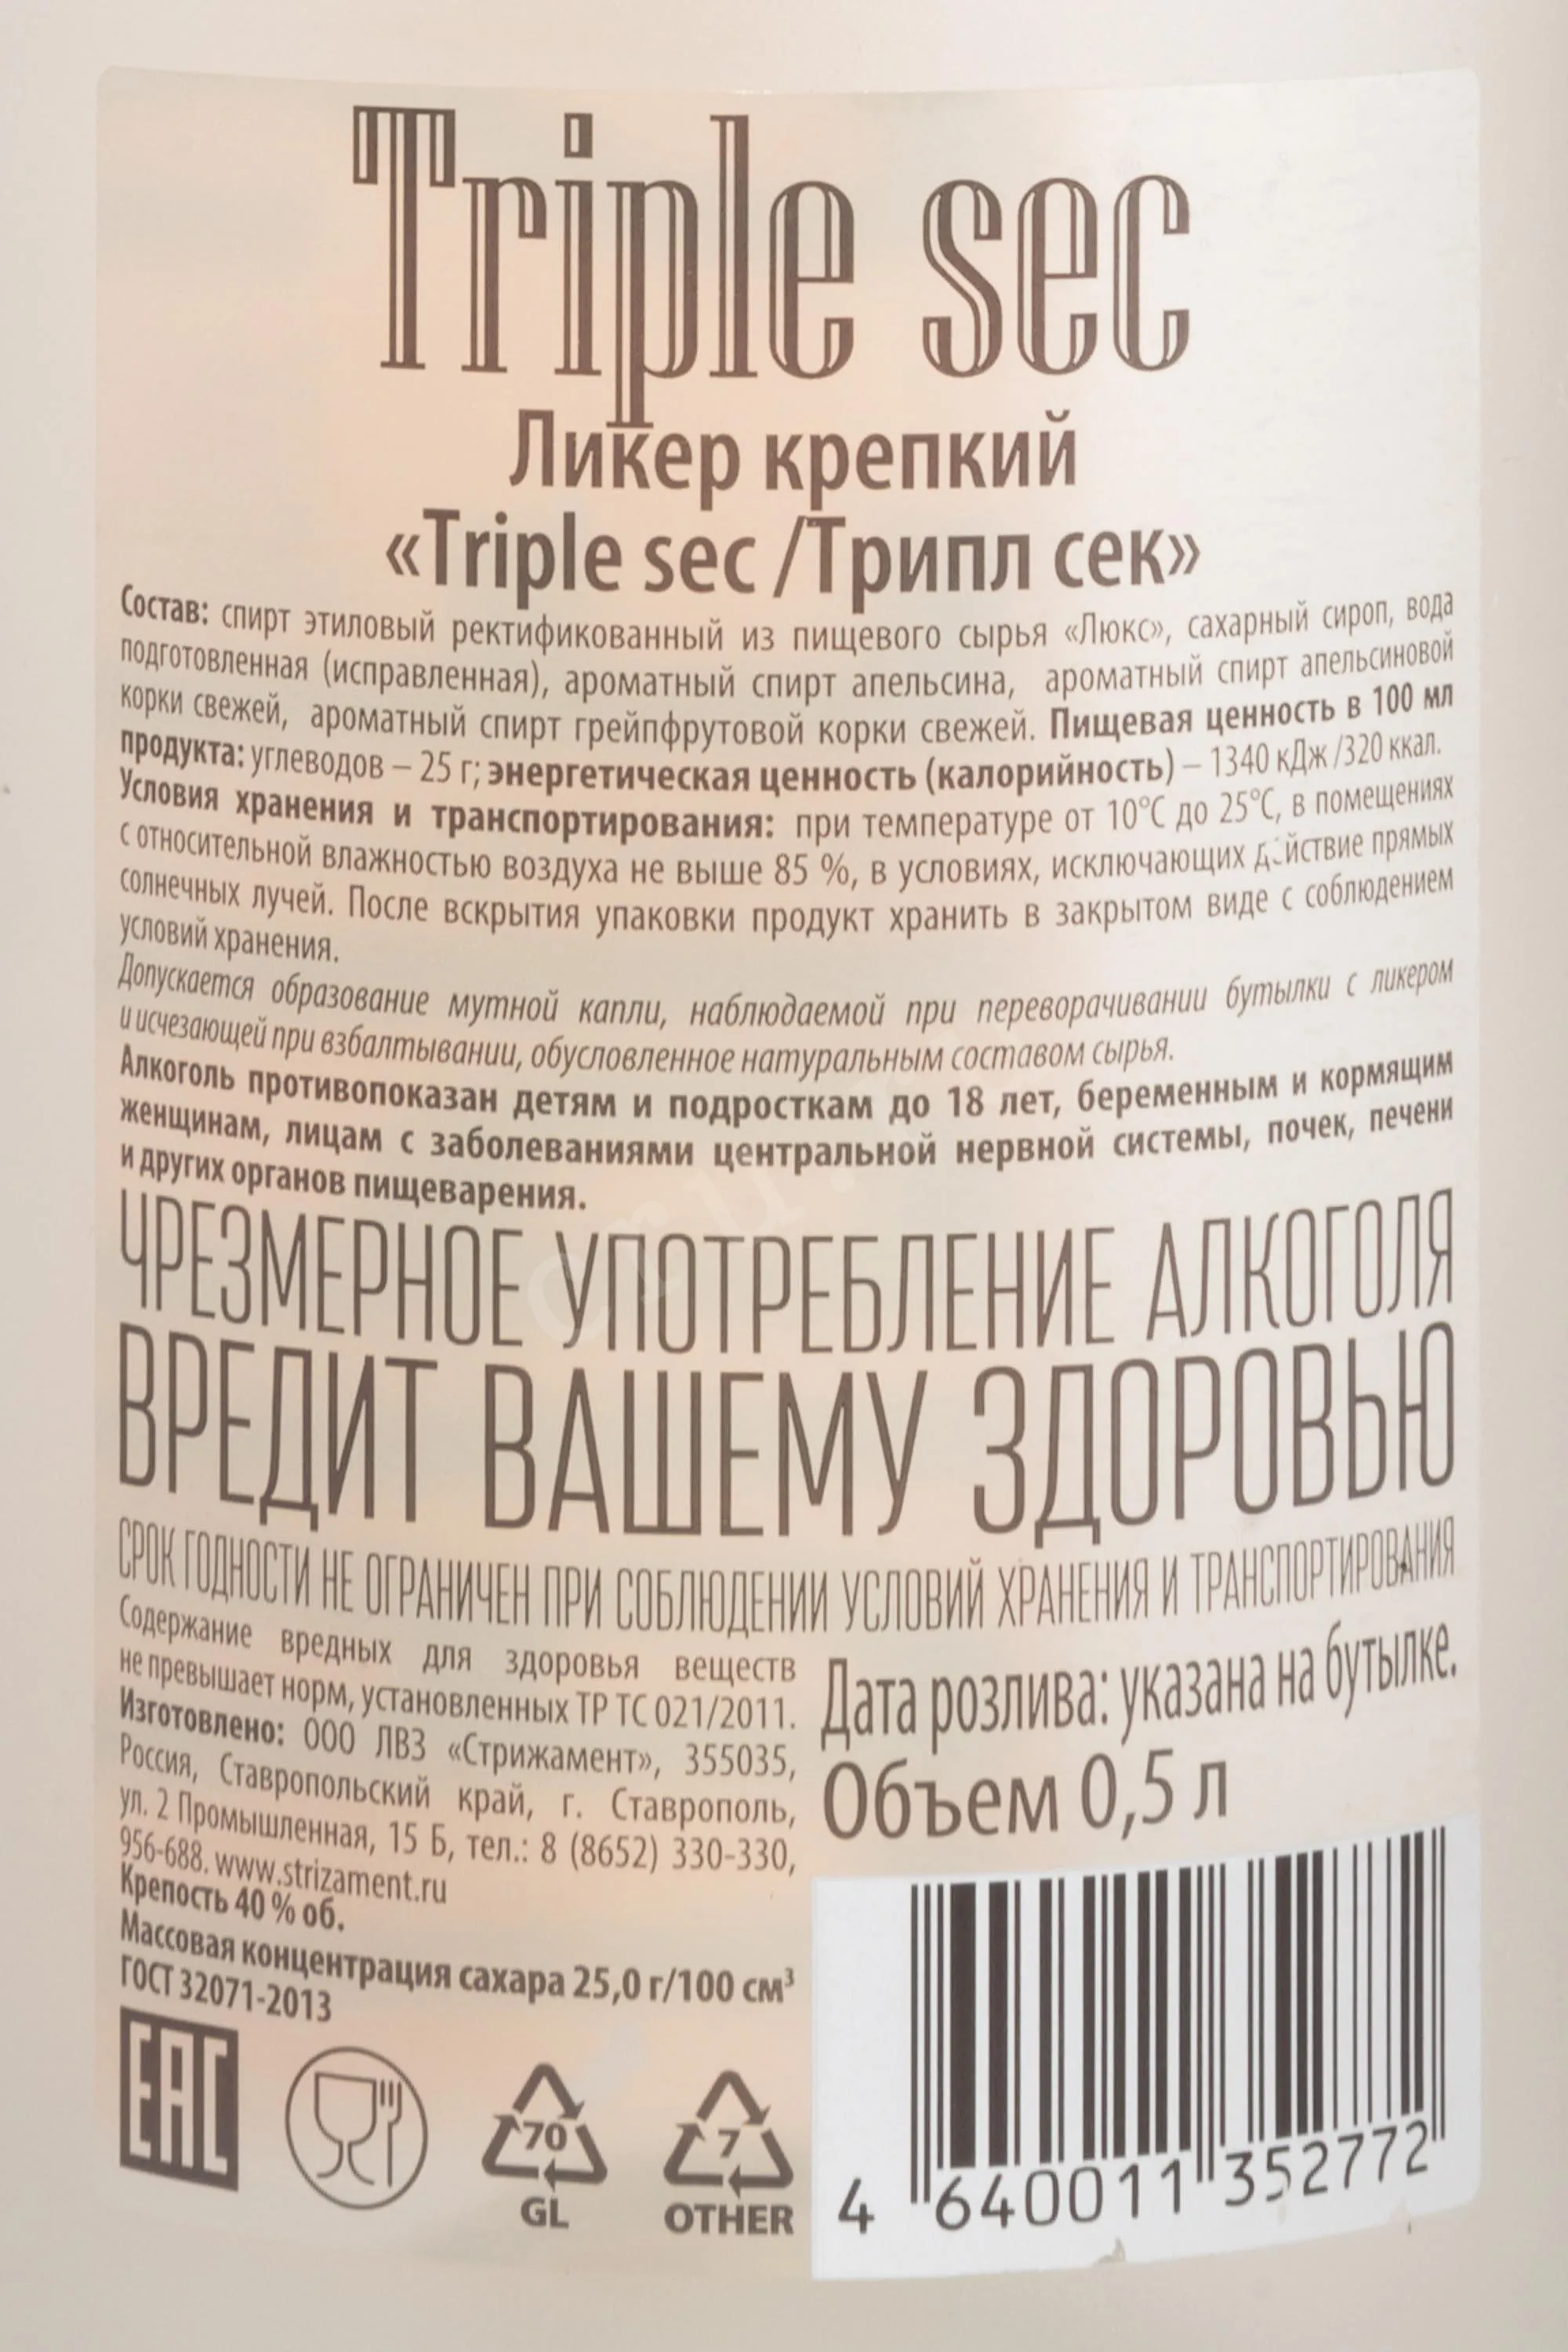 Triple sec
Ликер крепкий
«Triple sec /Трипл сек»
Состав: спирт этиловый ректификованный из пищевого сырья «Люкс», сахарный сироп, вода
подготовленная (исправленная), ароматный спирт апельсина, ароматный спирт апельсиновой
корки свежей, ароматный спирт грейпфрутовой корки свежей. Пищевая ценность в 100 мл
продукта: углеводов – 25 г; энергетическая ценность (калорийность) – 1340 кДж /320 ккал.
Условия хранения и транспортирования: при температуре от 10°С до 25°С, в помещениях
с относительной влажностью воздуха не выше 85 %, в условиях, исключающих действие прямых
солнечных лучей. После вскрытия упаковки продукт хранить в закрытом виде с соблюдением
условий хранения.
Допускается образование мутной капли, наблюдаемой при переворачивании бутылки с ликером
и исчезающей при взбалтывании, обусловленное натуральным составом сырья.
Алкоголь противопоказан детям и подросткам до 18 лет, беременным и кормящим
женщинам, лицам с заболеваниями центральной нервной системы, почек, печени
и других органов пищеварения.
ЧРЕЗМЕРНОЕ УПОТРЕБЛЕНИЕ АЛКОГОЛЯ
ВРЕДИТ ВАШЕМУ ЗДОРОВЬЮ
СРОК ГОДНОСТИ НЕ ОГРАНИЧЕН ПРИ СОБЛЮДЕНИИ УСЛОВИЙ ХРАНЕНИЯ И ТРАНСПОРТИРОВАНИЯ
Содержание вредных для здоровья веществ
не превышает норм, установленных ТР ТС 021/2011.
Изготовлено: ООО ЛВЗ «Стрижамент», 355035,
Россия, Ставропольский край, г. Ставрополь,
ул. 2 Промышленная, 15 Б, тел.: 8 (8652) 330-330,
956-688. www.strizament.ru
Крепость 40 % об.
Массовая концентрация сахара 25,0 г/100 см³
ГОСТ 32071-2013
Дата розлива: указана на бутылке.
Объем 0,5 л
EAC
70
GL
7
OTHER
4 640011 352772